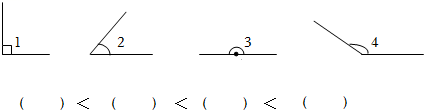 1 2 3 4
( ) < ( ) < ( ) < ( )